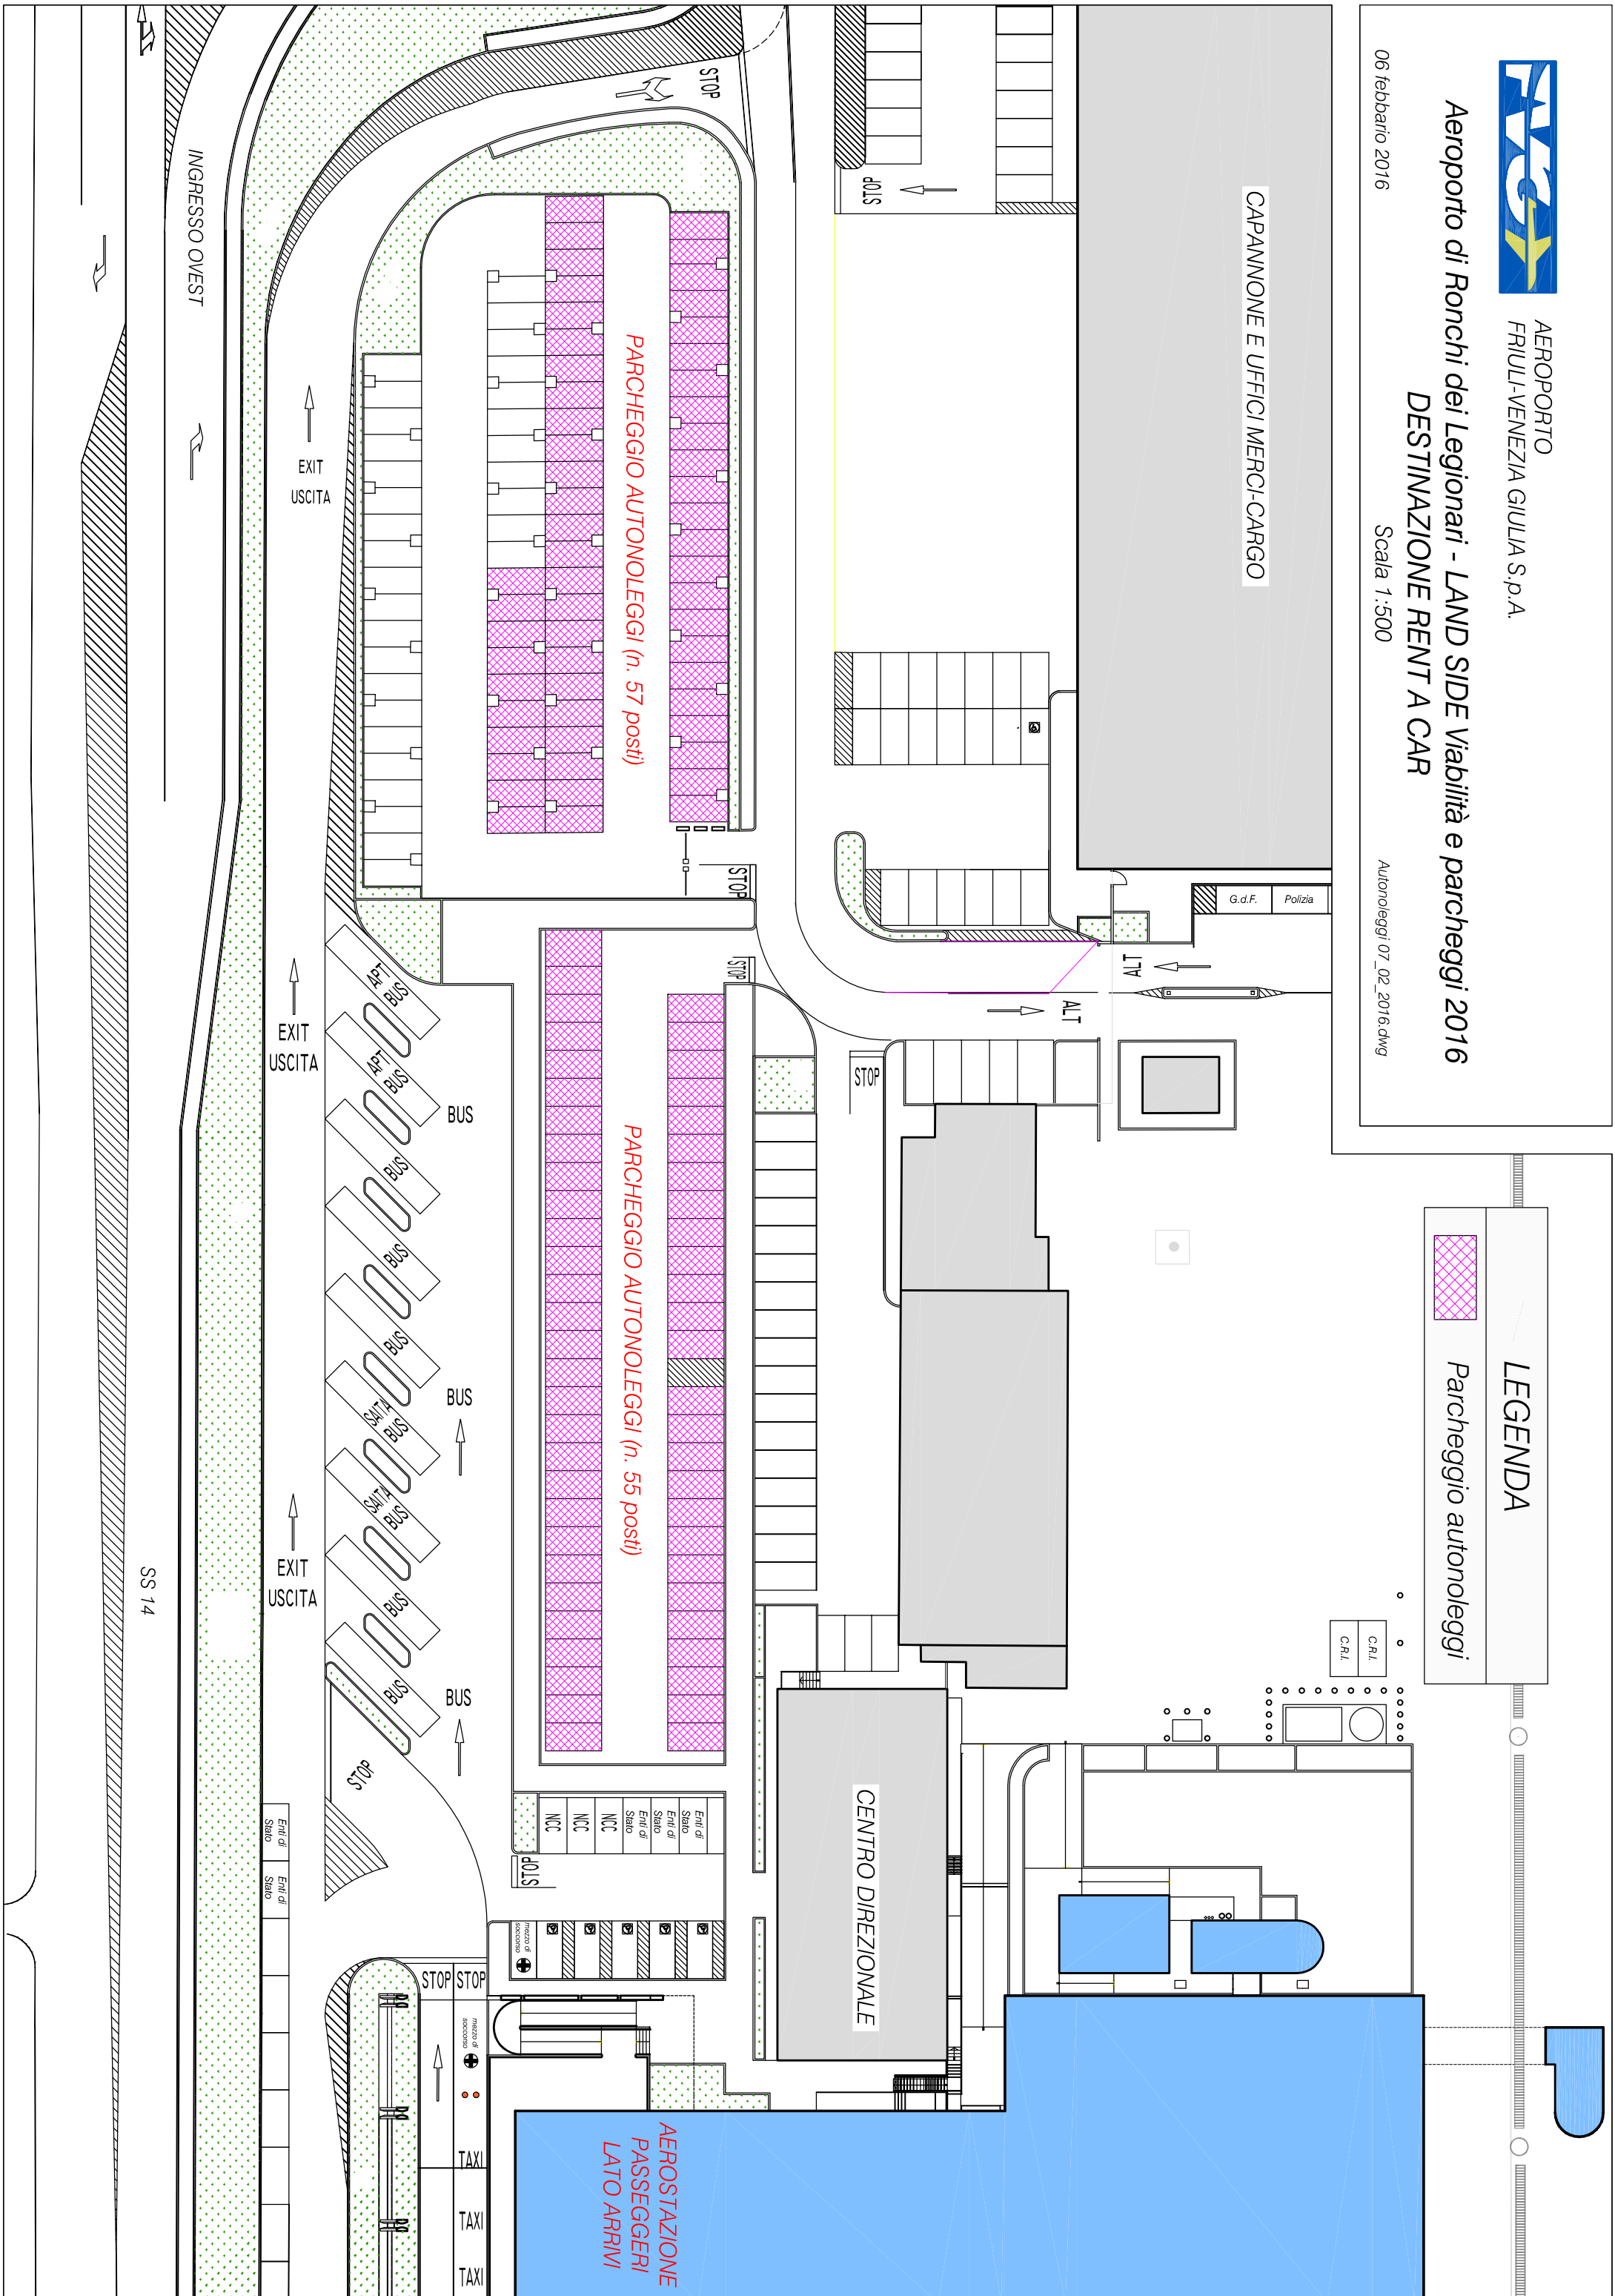 FVG
AEROPORTO
FRIULI-VENEZIA GIULIA S.p.A.
Aeroporto di Ronchi dei Legionari - LAND SIDE Viabilità e parcheggi 2016
DESTINAZIONE RENT A CAR
06 febbario 2016
Scala 1:500
Autonoleggi 07_02_2016.dwg
LEGENDA
Parcheggio autonoleggi
CAPANNONE E UFFICI MERCI-CARGO
G.d.F.
Polizia
C.R.I.
C.R.I.
ALT
ALT
STOP
STOP
STOP
STOP
STOP
PARCHEGGIO AUTONOLEGGI (n. 57 posti)
PARCHEGGIO AUTONOLEGGI (n. 55 posti)
CENTRO DIREZIONALE
AEROSTAZIONE
PASSEGGERI
LATO ARRIVI
Enti di
Stato
Enti di
Stato
Enti di
Stato
NCC
NCC
NCC
STOP
mezzo di
soccorso
INGRESSO OVEST
EXIT
USCITA
EXIT
USCITA
EXIT
USCITA
APT
BUS
APT
BUS
BUS
BUS
BUS
SAITA
BUS
SAITA
BUS
BUS
BUS
BUS
BUS
BUS
STOP
Enti di
Stato
Enti di
Stato
STOP
STOP
mezzo di
soccorso
TAXI
TAXI
TAXI
SS 14